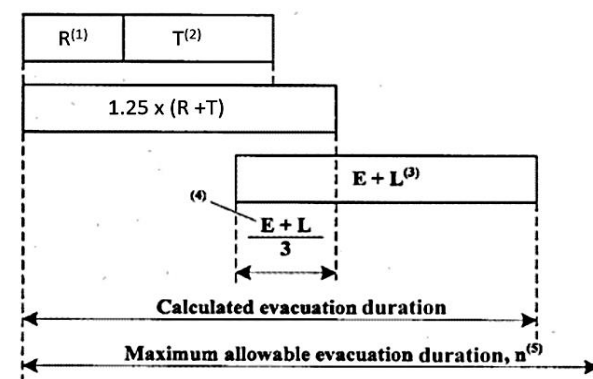 R(1) T(2)
1.25 x (R +T)
E + L(3)
(4)
E + L
3
Calculated evacuation duration
Maximum allowable evacuation duration, n(5)